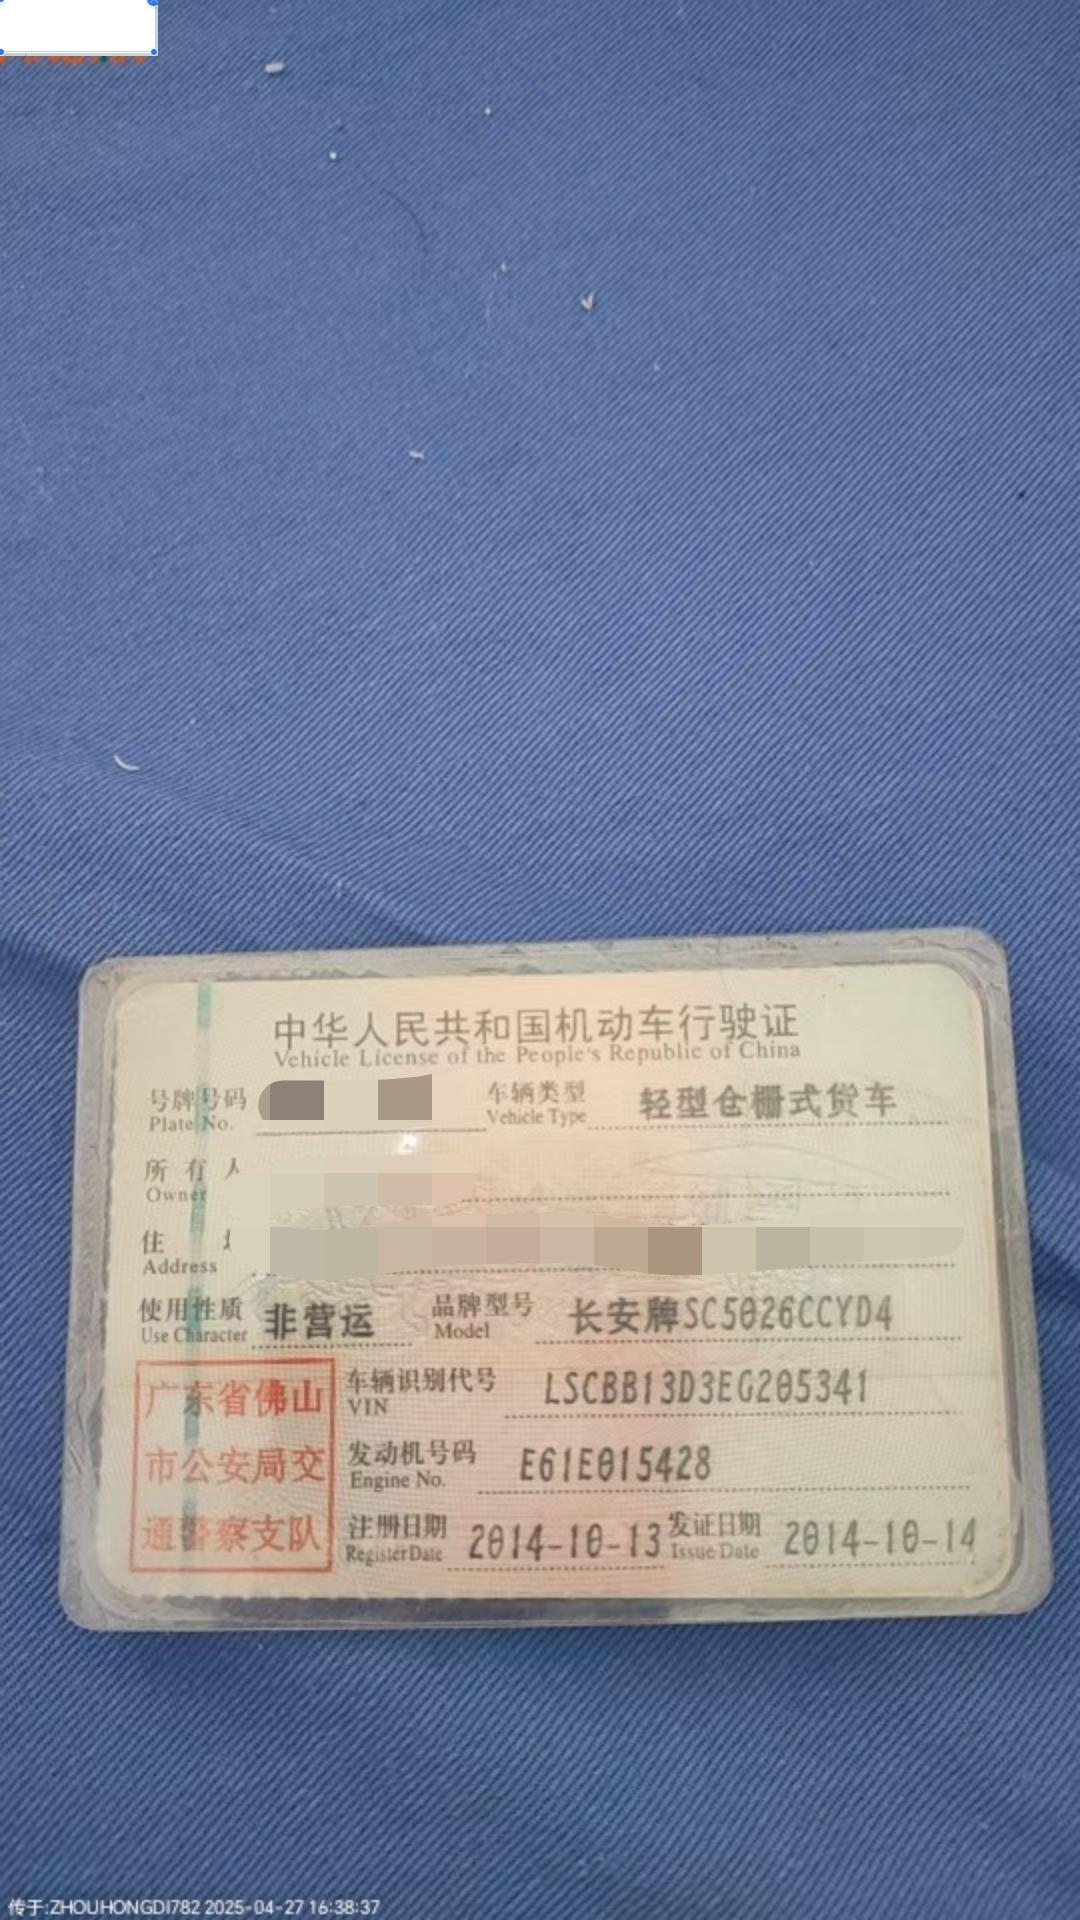 中华人民共和国机动车行驶证
Vehicle License of the People's Republic of China
号牌号码 车辆类型 轻型仓栅式货车
Plate No. Vehicle Type
所有人
Owner
住
Address
使用性质 非营运 品牌型号 长安牌SC5026CCYD4
Use Character Model
广东省佛山
市公安局交
通警察支队
车辆识别代号 LSCBB13D3EG205341
VIN
发动机号码 E61E015428
Engine No.
注册日期 2014-10-13 发证日期 2014-10-14
Register Date Issue Date
传于:ZHOUHONGDI782 2025-04-27 16:38:37